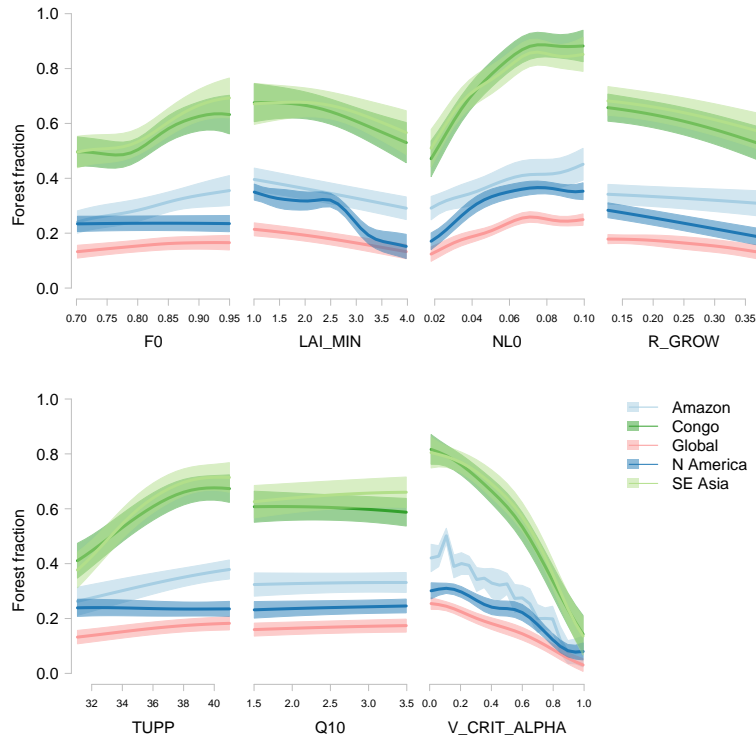 1.0
0.8
0.6
0.4
0.2
0.0
Forest fraction
0.70 0.75 0.80 0.85 0.90 0.95
1.0 1.5 2.0 2.5 3.0 3.5 4.0
0.02 0.04 0.06 0.08 0.10
0.15 0.20 0.25 0.30 0.35
F0 LAI_MIN NL0 R_GROW
1.0
0.8
0.6
0.4
0.2
0.0
Forest fraction
Amazon
Congo
Global
N America
SE Asia
32 34 36 38 40
1.5 2.0 2.5 3.0 3.5
0.0 0.2 0.4 0.6 0.8 1.0
TUPP Q10 V_CRIT_ALPHA